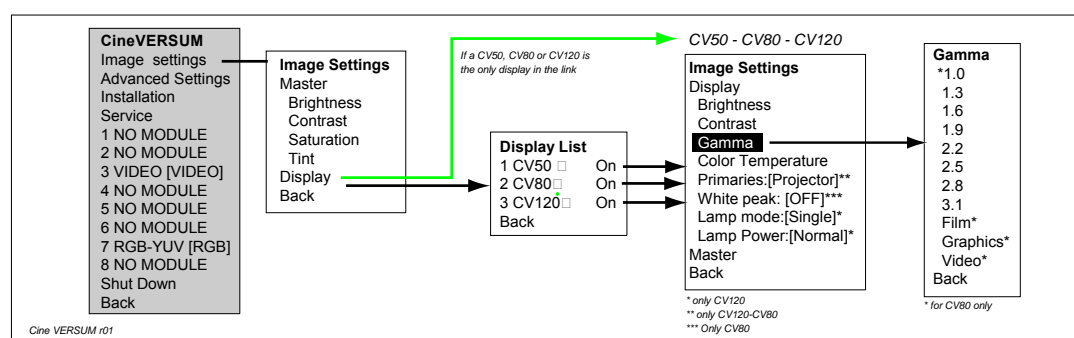 CineVERSUM
Image settings
Advanced Settings
Installation
Service
1 NO MODULE
2 NO MODULE
3 VIDEO [VIDEO]
4 NO MODULE
5 NO MODULE
6 NO MODULE
7 RGB-YUV [RGB]
8 NO MODULE
Shut Down
Back
Cine VERSUM r01
Image Settings
Master
Brightness
Contrast
Saturation
Tint
Display
Back
If a CV50, CV80 or CV120 is
the only display in the link
Display List
1 CV50 □ On
2 CV80□ On
3 CV120□ On
Back
CV50 - CV80 - CV120
Image Settings
Display
Brightness
Contrast
Gamma
Color Temperature
Primaries:[Projector]**
White peak: [OFF]***
Lamp mode:[Single]*
Lamp Power:[Normal]*
Master
Back
* only CV120
** only CV120-CV80
*** Only CV80
Gamma
*1.0
1.3
1.6
1.9
2.2
2.5
2.8
3.1
Film*
Graphics*
Video*
Back
* for CV80 only